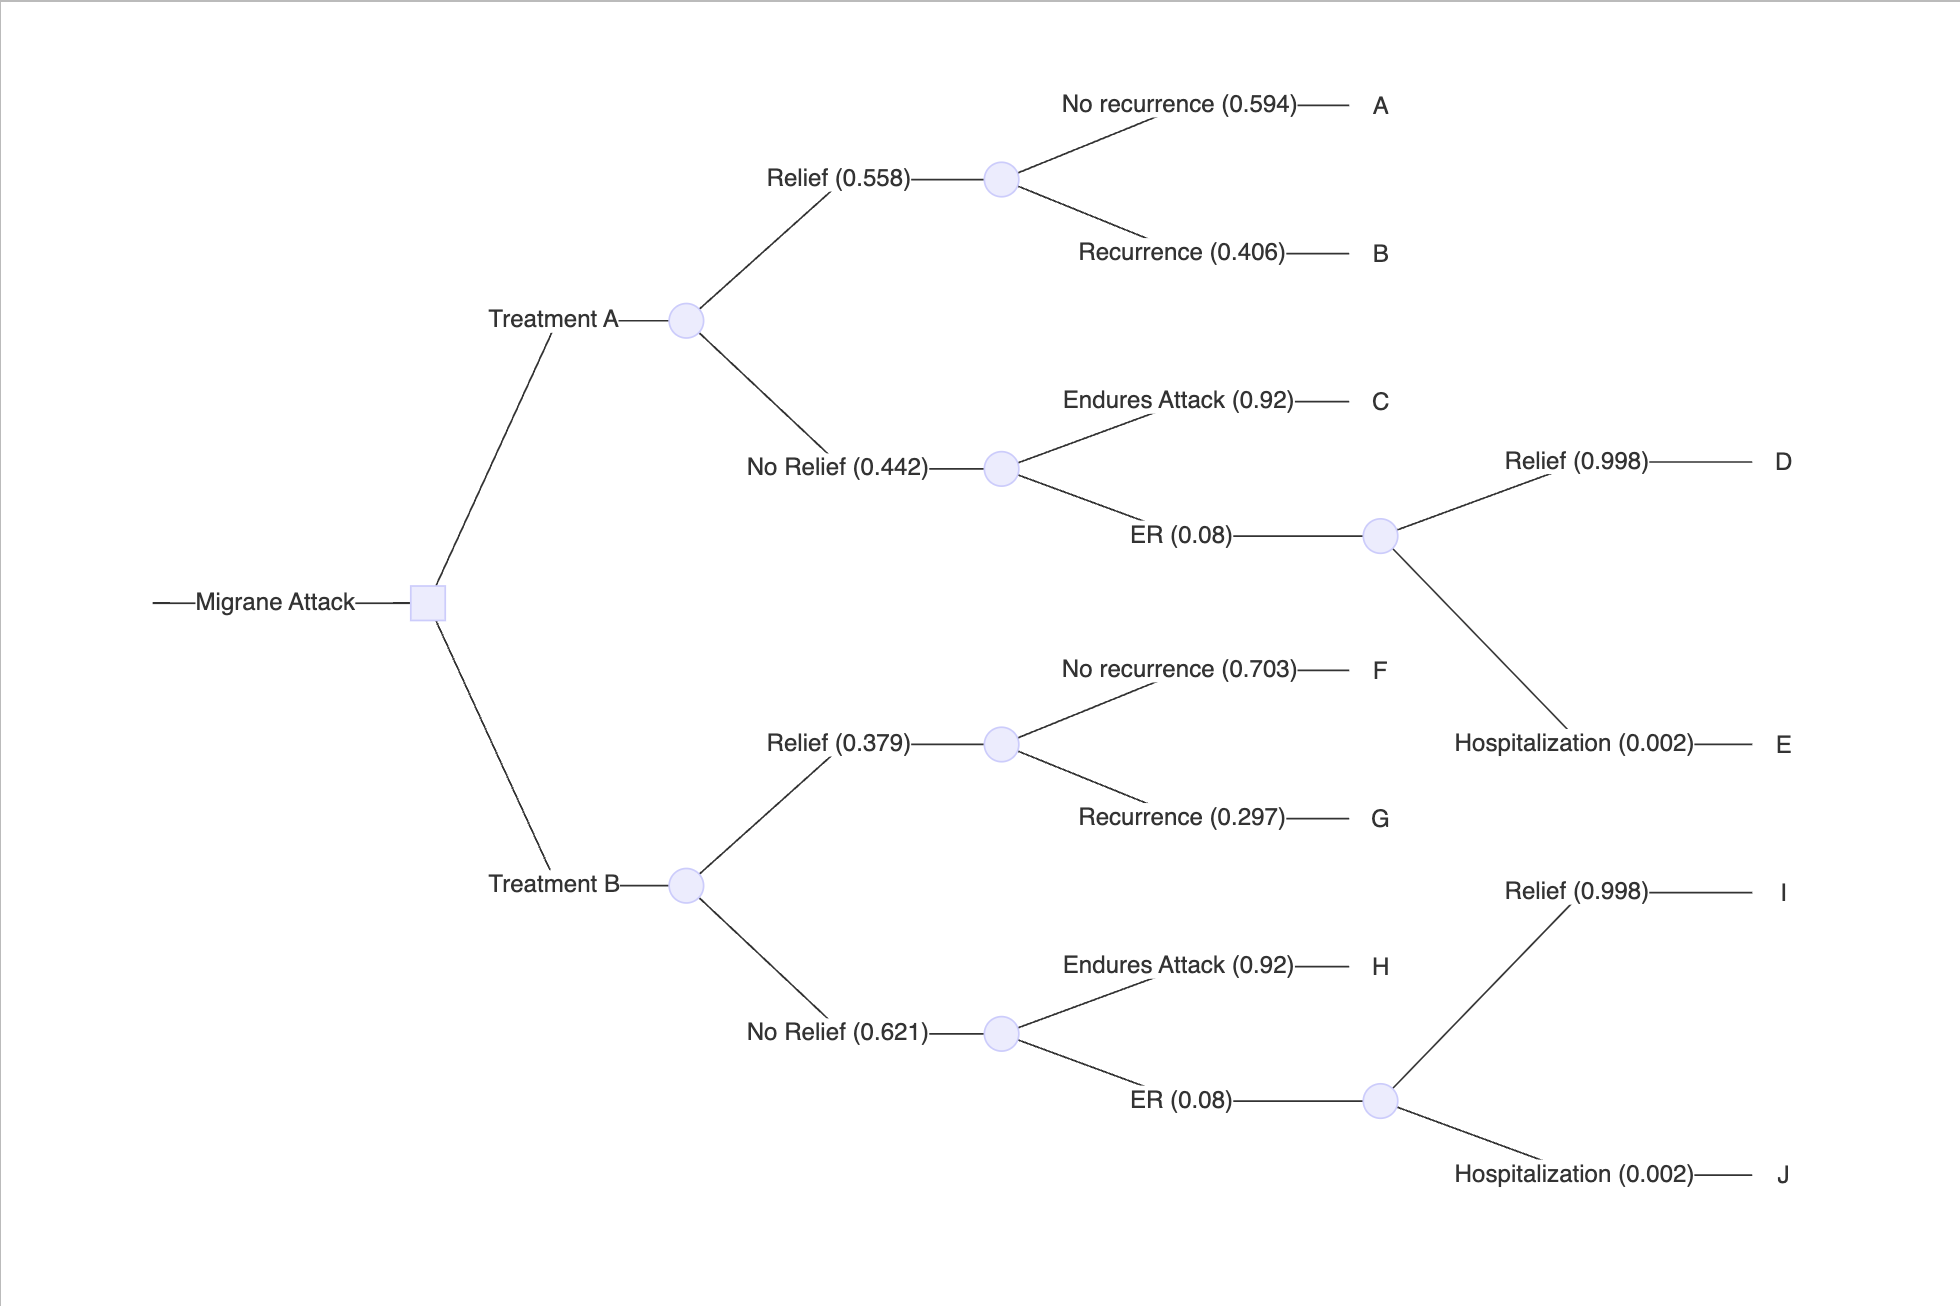 No recurrence (0.594) A
Relief (0.558)
Recurrence (0.406) B
Treatment A
Endures Attack (0.92) C
Relief (0.998) D
No Relief (0.442)
ER (0.08)
Migrane Attack
No recurrence (0.703) F
Relief (0.379)
Hospitalization (0.002) E
Recurrence (0.297) G
Treatment B
Relief (0.998) I
Endures Attack (0.92) H
No Relief (0.621)
ER (0.08)
Hospitalization (0.002) J